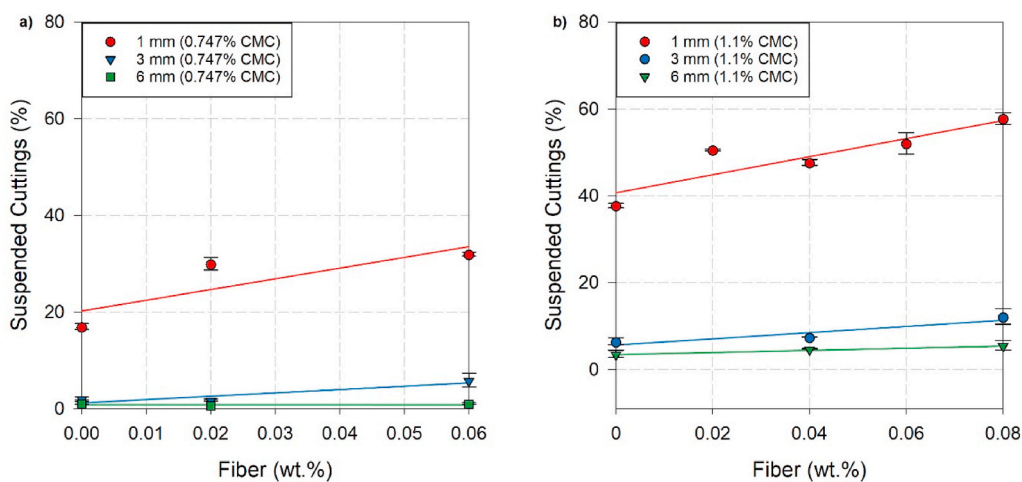 a)
80
60
40
20
0
Suspended Cuttings (%)
1 mm (0.747% CMC)
3 mm (0.747% CMC)
6 mm (0.747% CMC)
0.00 0.01 0.02 0.03 0.04 0.05 0.06
Fiber (wt.%)
b)
80
60
40
20
0
Suspended Cuttings (%)
1 mm (1.1% CMC)
3 mm (1.1% CMC)
6 mm (1.1% CMC)
0 0.02 0.04 0.06 0.08
Fiber (wt.%)